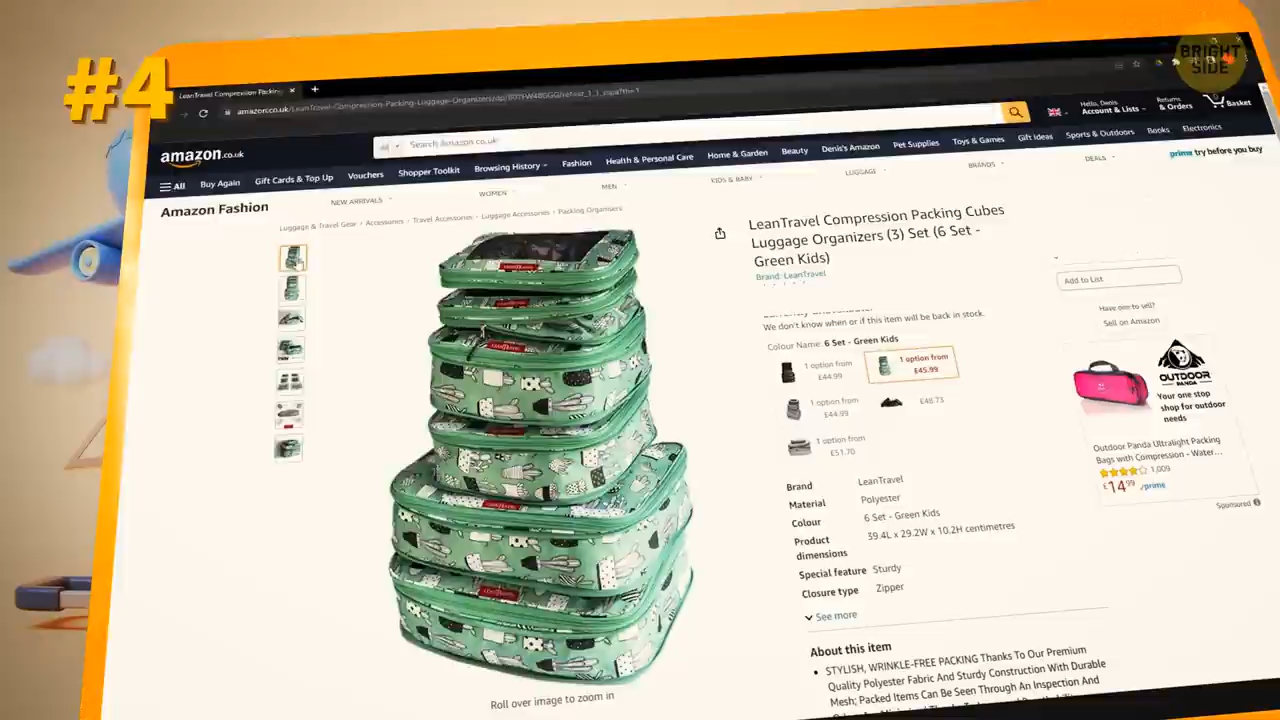 #4
BRIGHT
SIDE
LeanTravel Compression Packing
amazon.co.uk
Search Amazon.co.uk
Hello, Denis
Account & Lists
Returns
& Orders
Basket
All
Buy Again
Gift Cards & Top Up
Vouchers
Shopper Toolkit
Browsing History
Fashion
Health & Personal Care
Home & Garden
Beauty
Denis's Amazon
Pet Supplies
Toys & Games
Gift Ideas
Sports & Outdoors
Books
Electronics
Amazon Fashion
NEW ARRIVALS
WOMEN
MEN
KIDS & BABY
LUGGAGE
BRANDS
DEALS
prime try before you buy
Luggage & Travel Gear › Accessories › Travel Accessories › Luggage Accessories › Packing Organisers
LeanTravel Compression Packing Cubes
Luggage Organizers (3) Set (6 Set -
Green Kids)
Brand: LeanTravel
We don't know when or if this item will be back in stock.
Colour Name: 6 Set - Green Kids
1 option from
£44.99
1 option from
£45.99
1 option from
£44.99
£48.73
1 option from
£51.70
Brand LeanTravel
Material Polyester
Colour 6 Set - Green Kids
Product
dimensions 39.4L x 29.2W x 10.2H centimetres
Special feature Sturdy
Closure type Zipper
See more
About this item
• STYLISH, WRINKLE-FREE PACKING Thanks To Our Premium
Quality Polyester Fabric And Sturdy Construction With Durable
Mesh; Packed Items Can Be Seen Through An Inspection And
Roll over image to zoom in
Add to List
Have one to sell?
Sell on Amazon
OUTDOOR
PANDA
Your one stop
shop for outdoor
needs
Outdoor Panda Ultralight Packing
Bags with Compression - Water...
1,009
£14.99 prime
Sponsored